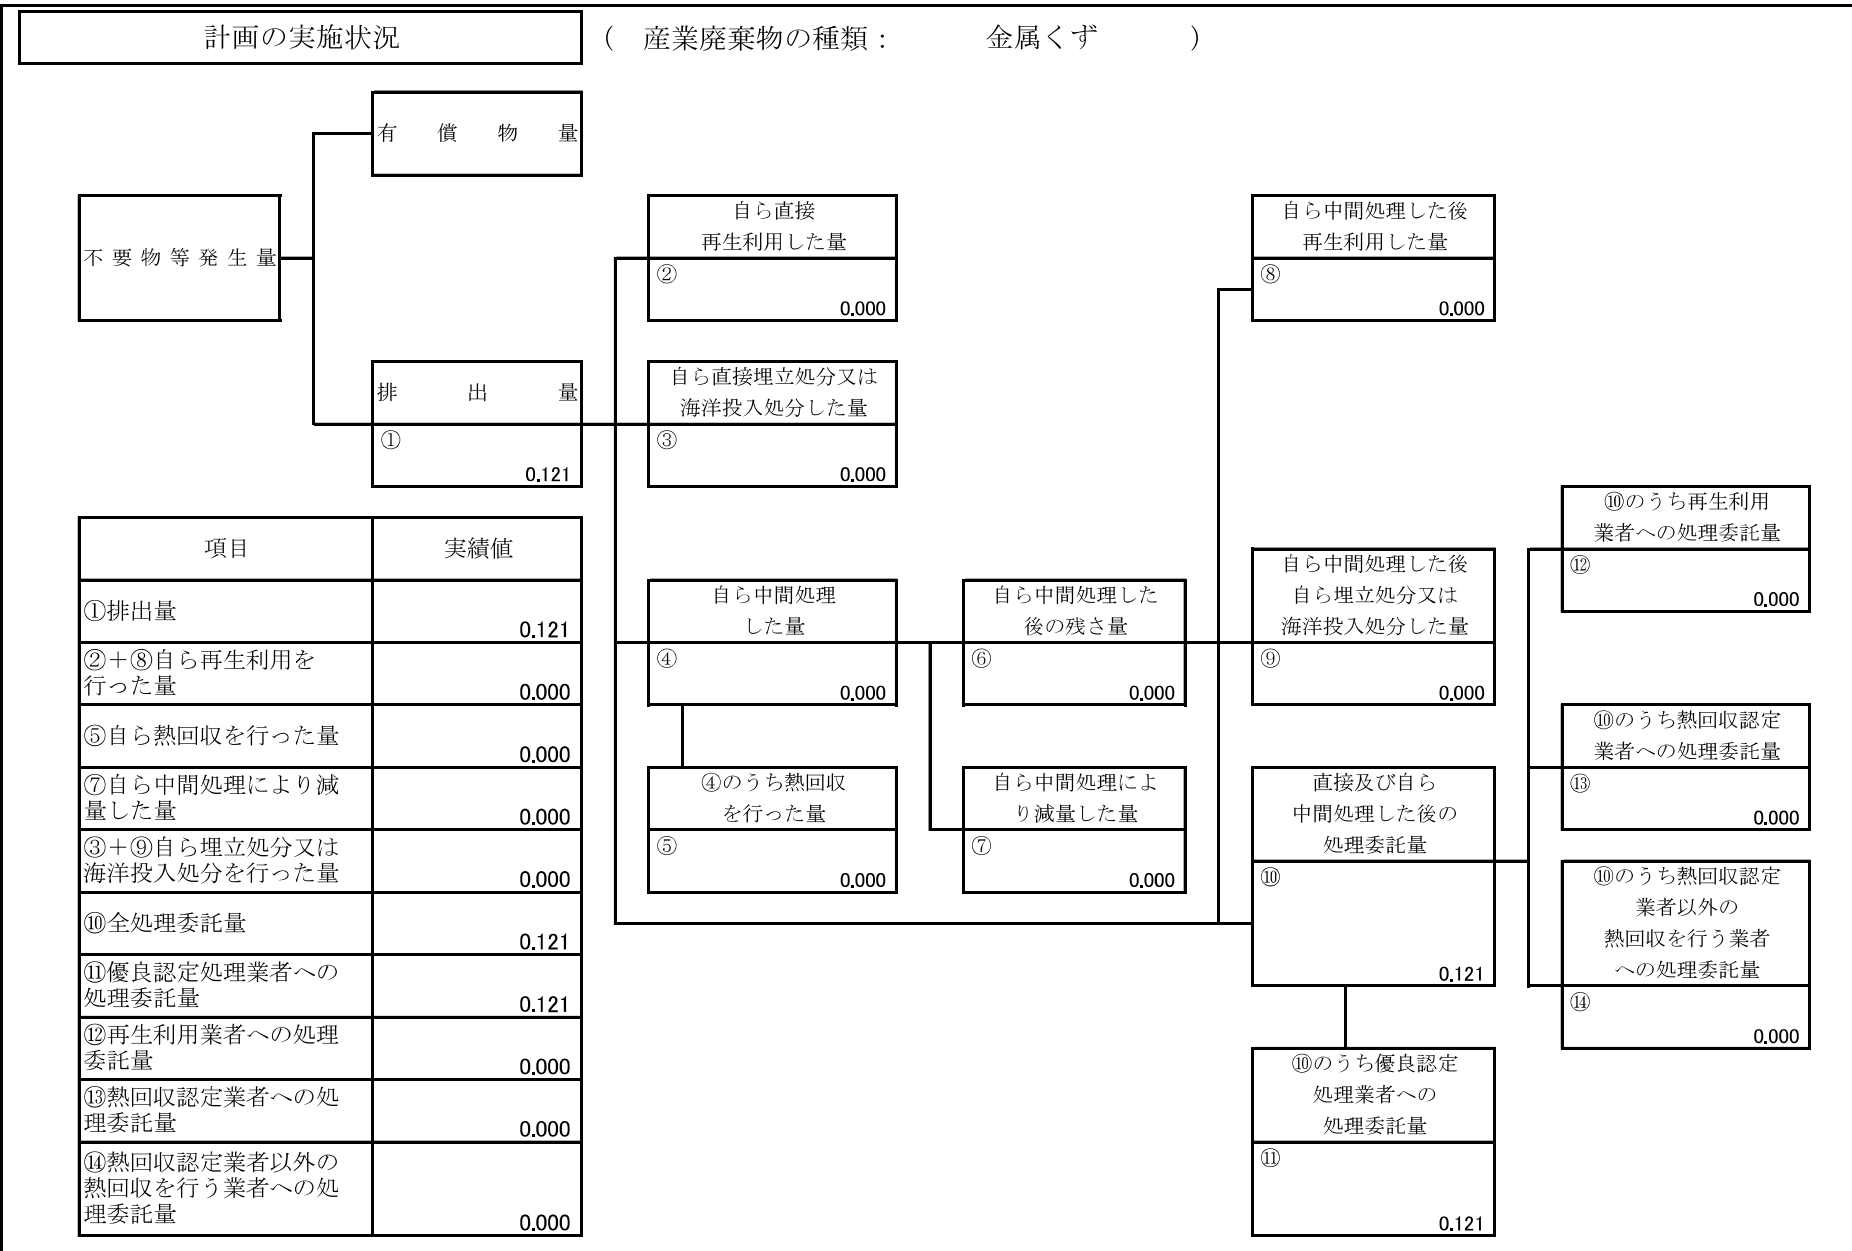 計画の実施状況
( 産業廃棄物の種類: 金属くず )
有償物量
不要物等発生量
排出量
①
0.121
自ら直接
再生利用した量
②
0.000
自ら直接埋立処分又は
海洋投入処分した量
③
0.000
自ら中間処理した後
再生利用した量
⑧
0.000
自ら中間処理
した量
④
0.000
自ら中間処理した
後の残さ量
⑥
0.000
自ら中間処理した後
自ら埋立処分又は
海洋投入処分した量
⑨
0.000
④のうち熱回収
を行った量
⑤
0.000
自ら中間処理によ
り減量した量
⑦
0.000
直接及び自ら
中間処理した後の
処理委託量
⑩
0.121
⑩のうち優良認定
処理業者への
処理委託量
⑪
0.121
⑩のうち再生利用
業者への処理委託量
⑫
0.000
⑩のうち熱回収認定
業者への処理委託量
⑬
0.000
⑩のうち熱回収認定
業者以外の
熱回収を行う業者
への処理委託量
⑭
0.000
項目 実績値
①排出量
0.121
②+⑧自ら再生利用を
行った量
0.000
⑤自ら熱回収を行った量
0.000
⑦自ら中間処理により減
量した量
0.000
③+⑨自ら埋立処分又は
海洋投入処分を行った量
0.000
⑩全処理委託量
0.121
⑪優良認定処理業者への
処理委託量
0.121
⑫再生利用業者への処理
委託量
0.000
⑬熱回収認定業者への処
理委託量
0.000
⑭熱回収認定業者以外の
熱回収を行う業者への処
理委託量
0.000